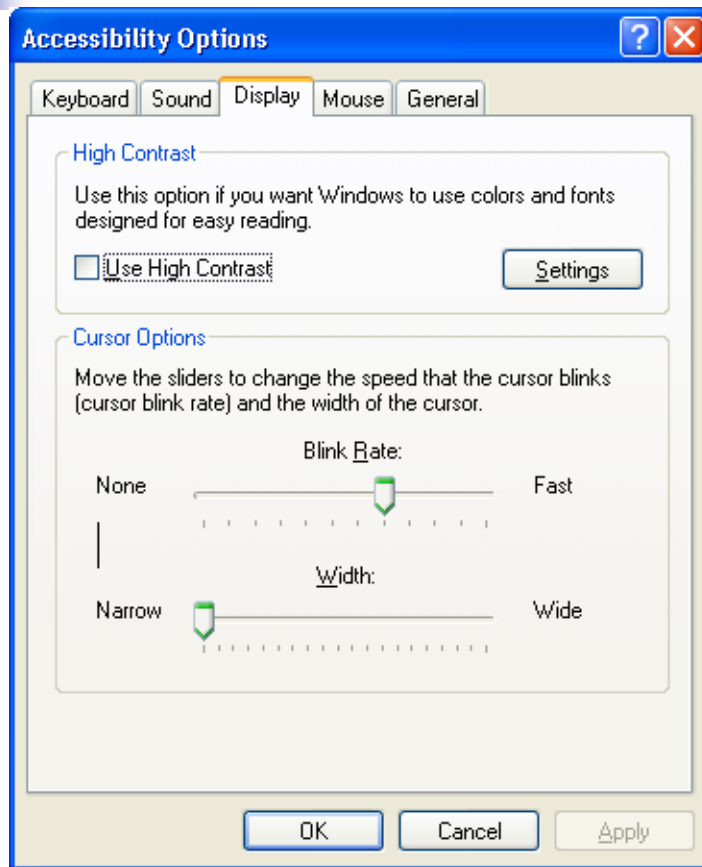 Accessibility Options
Keyboard Sound Display Mouse General
High Contrast
Use this option if you want Windows to use colors and fonts
designed for easy reading.
Use High Contrast Settings
Cursor Options
Move the sliders to change the speed that the cursor blinks
(cursor blink rate) and the width of the cursor.
Blink Rate:
None Fast
Width:
Narrow Wide
OK Cancel Apply